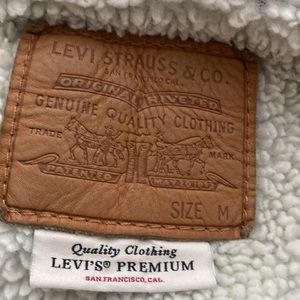 LEVI STRAUSS & CO.
SAN FRANCISCO CAL.
ORIGINAL RIVETED
GENUINE QUALITY CLOTHING
TRADE MARK
PATENTED MAY 20 1873
SIZE M
Quality Clothing
LEVI'S® PREMIUM
SAN FRANCISCO, CAL.